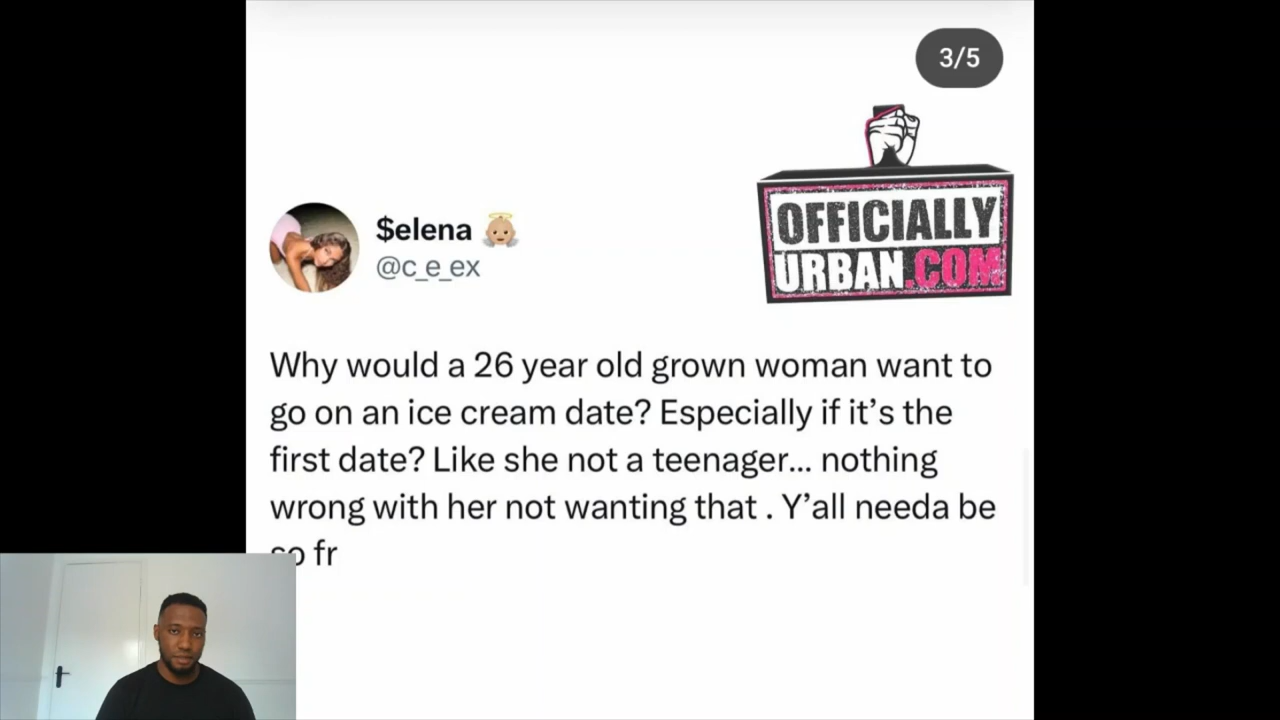 3/5
OFFICIALLY
URBAN.COM
$elena
@c_e_ex
Why would a 26 year old grown woman want to
go on an ice cream date? Especially if it’s the
first date? Like she not a teenager... nothing
wrong with her not wanting that . Y’all needa be
so fr